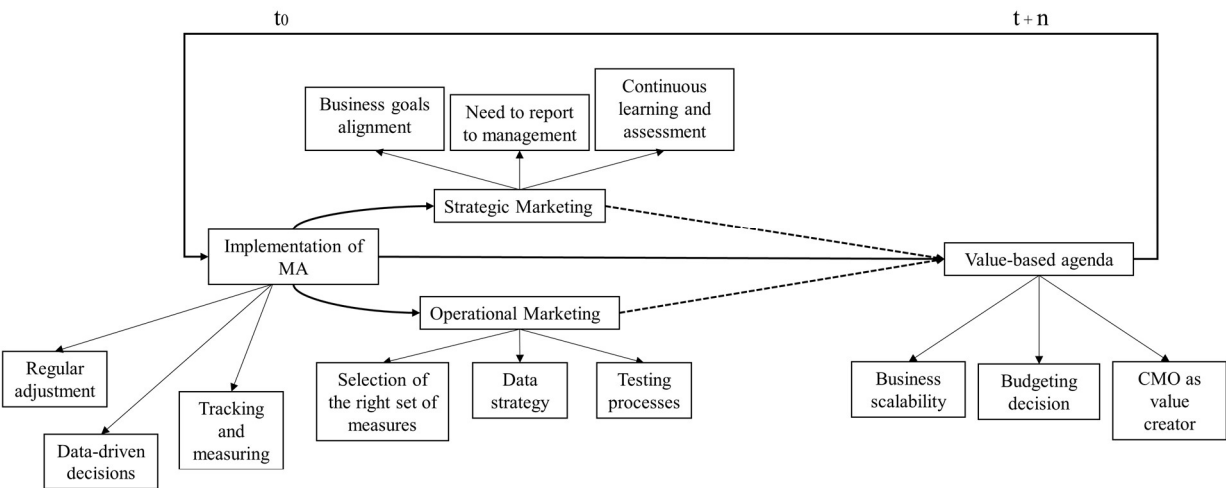 t0
t + n
Business goals
alignment
Need to report
to management
Continuous
learning and
assessment
Strategic Marketing
Implementation of
MA
Value-based agenda
Operational Marketing
Regular
adjustment
Data-driven
decisions
Tracking
and
measuring
Selection of
the right set of
measures
Data
strategy
Testing
processes
Business
scalability
Budgeting
decision
CMO as
value
creator